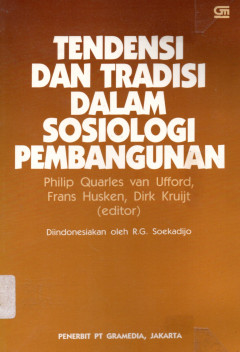 TENDENSI
DAN TRADISI
DALAM
SOSIOLOGI
PEMBANGUNAN
Philip Quarles van Ufford,
Frans Husken, Dirk Kruijt
(editor)
Diindonesiakan oleh R.G. Soekadijo
PENERBIT PT GRAMEDIA, JAKARTA